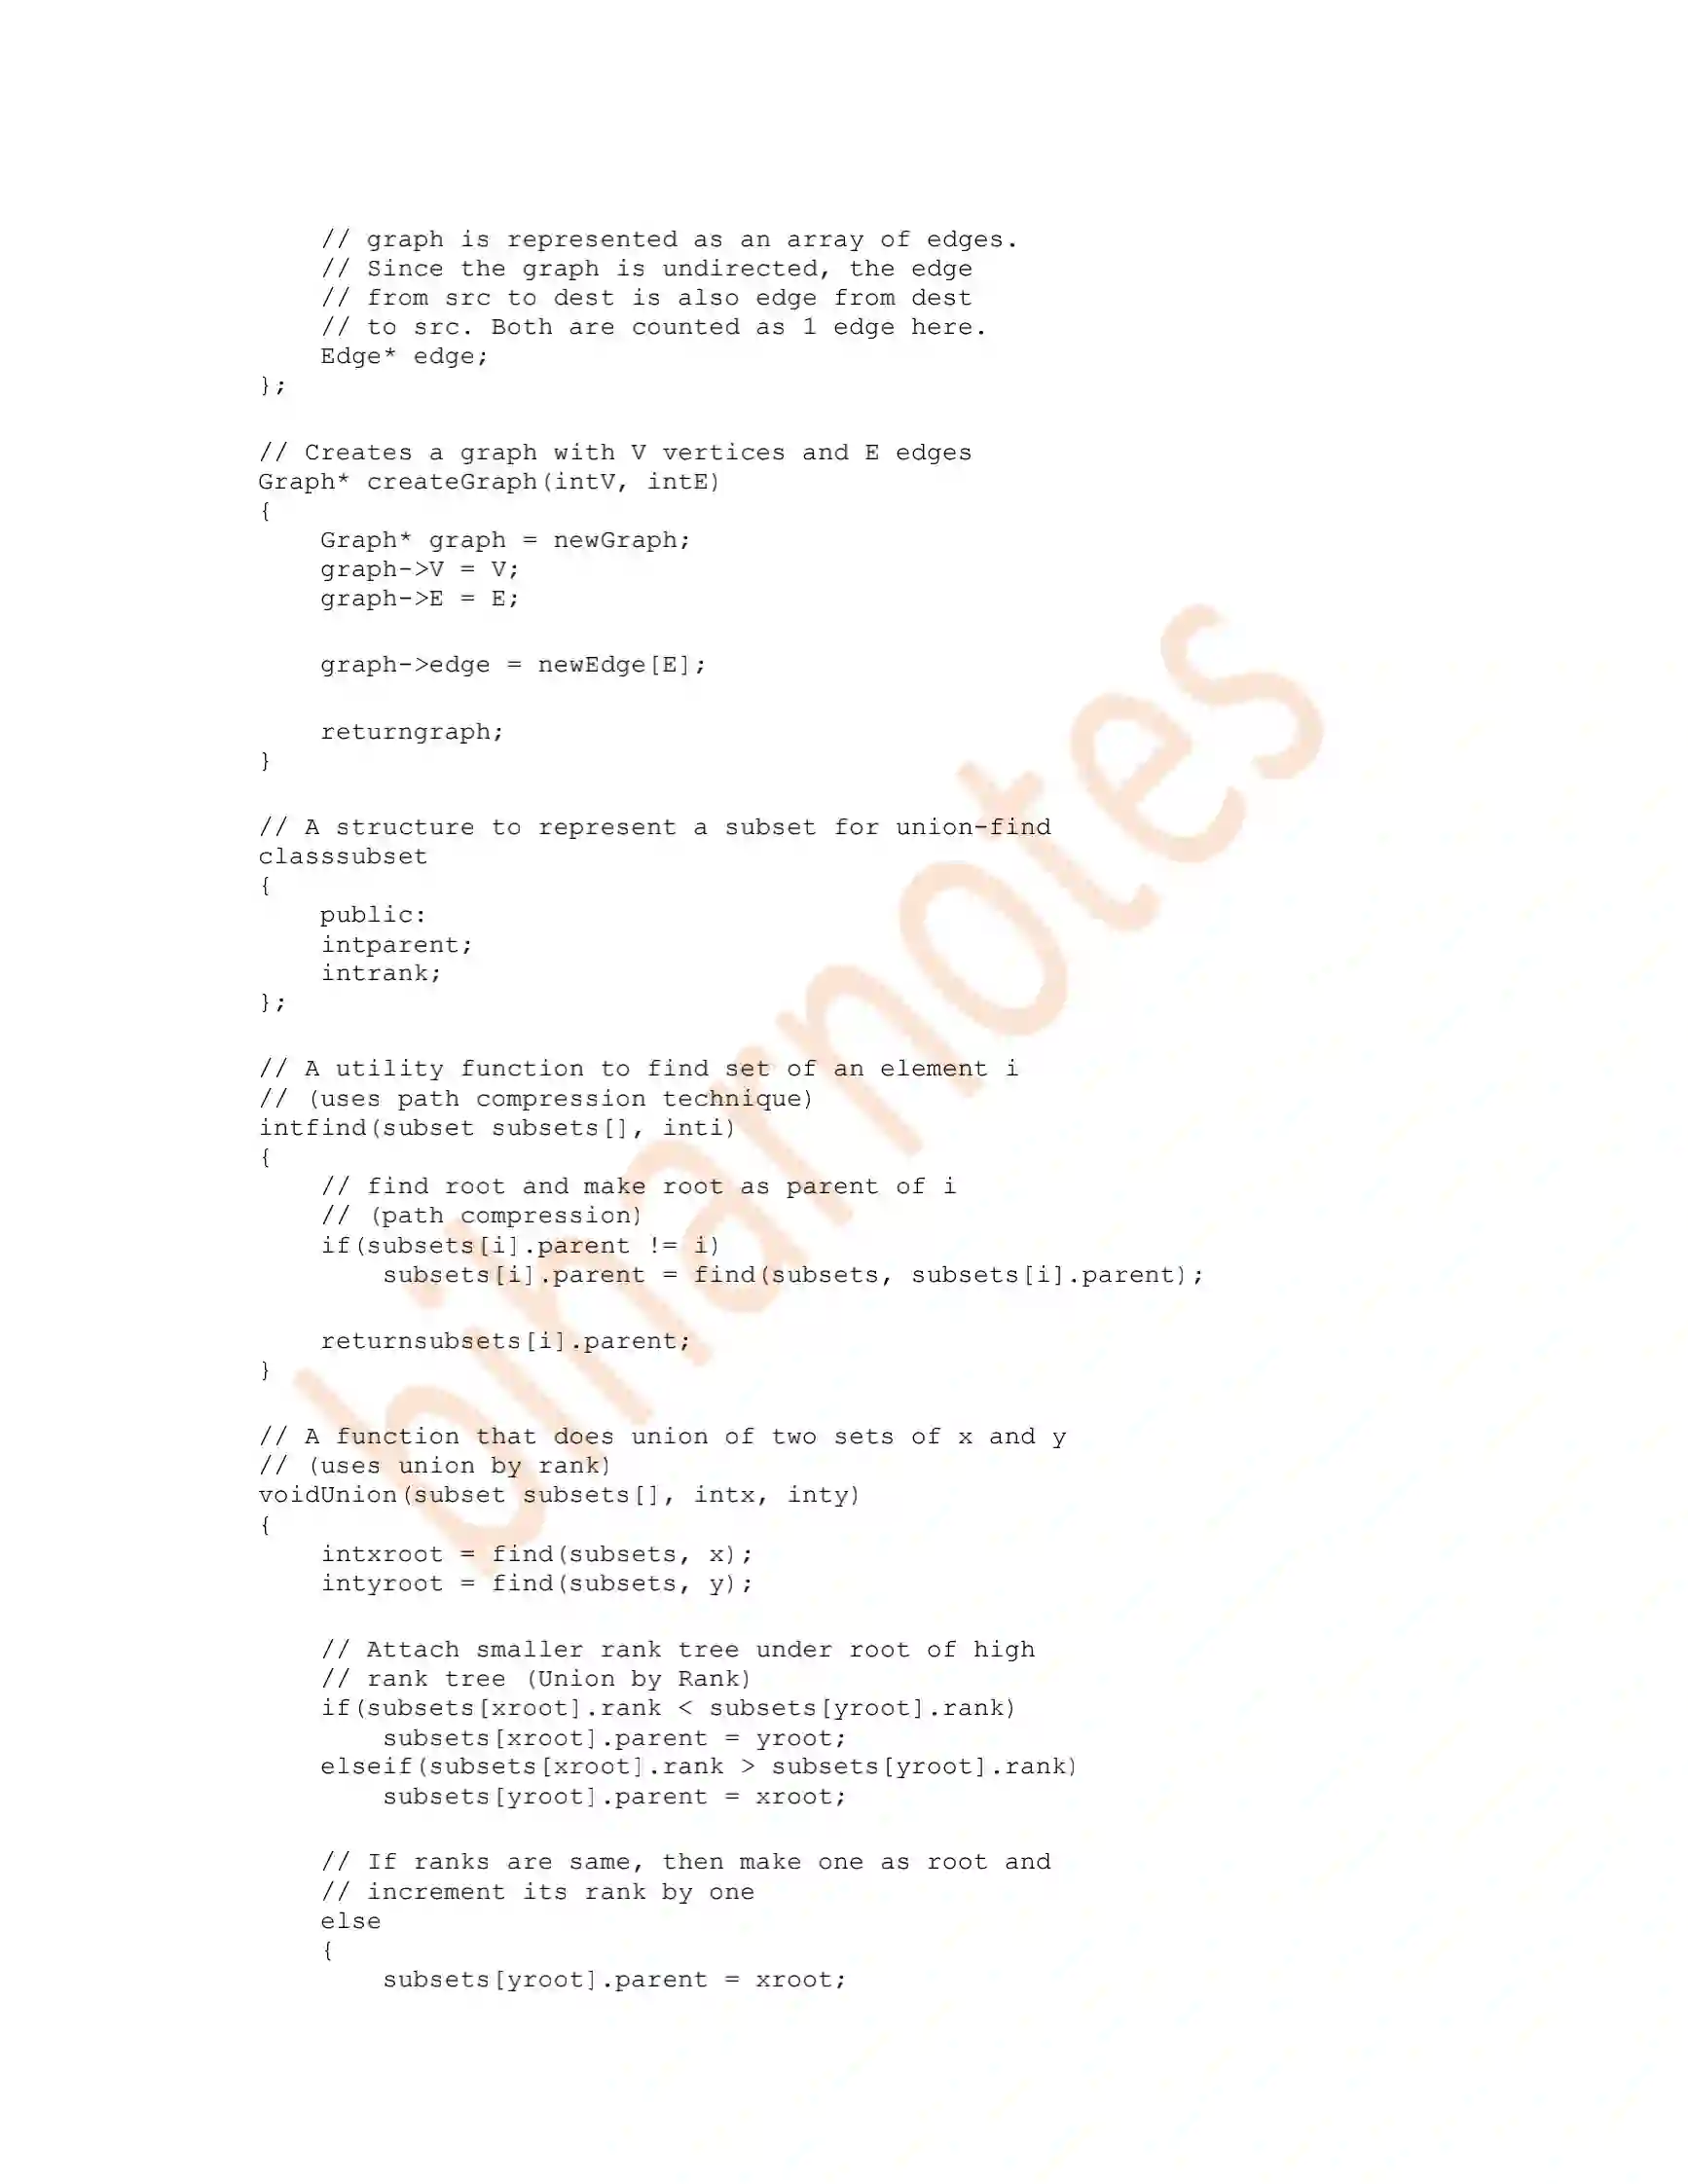 // graph is represented as an array of edges.
// Since the graph is undirected, the edge
// from src to dest is also edge from dest
// to src. Both are counted as 1 edge here.
Edge* edge;
};
// Creates a graph with V vertices and E edges
Graph* createGraph(intV, intE)
{
Graph* graph = newGraph;
graph->V = V;
graph->E = E;
graph->edge = newEdge[E];
returngraph;
}
// A structure to represent a subset for union-find
classsubset
{
public:
intparent;
intrank;
};
// A utility function to find set of an element i
// (uses path compression technique)
intfind(subset subsets[], inti)
{
// find root and make root as parent of i
// (path compression)
if(subsets[i].parent != i)
subsets[i].parent = find(subsets, subsets[i].parent);
returnsubsets[i].parent;
}
// A function that does union of two sets of x and y
// (uses union by rank)
voidUnion(subset subsets[], intx, inty)
{
intxroot = find(subsets, x);
intyroot = find(subsets, y);
// Attach smaller rank tree under root of high
// rank tree (Union by Rank)
if(subsets[xroot].rank < subsets[yroot].rank)
subsets[xroot].parent = yroot;
elseif(subsets[xroot].rank > subsets[yroot].rank)
subsets[yroot].parent = xroot;
// If ranks are same, then make one as root and
// increment its rank by one
else
{
subsets[yroot].parent = xroot;
biharnotes